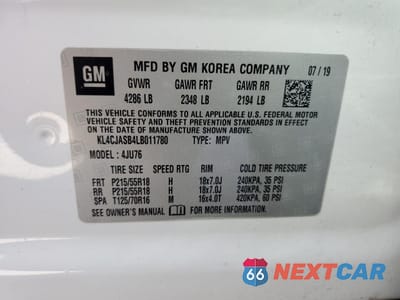 GM
MFD BY GM KOREA COMPANY 07/19
GVWR GAWR FRT GAWR RR
4286 LB 2348 LB 2194 LB
THIS VEHICLE CONFORMS TO ALL APPLICABLE U.S. FEDERAL MOTOR
VEHICLE SAFETY, BUMPER, AND THEFT PREVENTION STANDARDS IN EFFECT ON THE
DATE OF MANUFACTURE SHOWN ABOVE.
KL4CJASB4LB011780 TYPE: MPV
MODEL: 4JU76
TIRE SIZE SPEED RTG RIM COLD TIRE PRESSURE
FRT P215/55R18 H 18x7.0J 240KPA, 35 PSI
RR P215/55R18 H 18x7.0J 240KPA, 35 PSI
SPA T125/70R16 M 16x4.0T 420KPA, 60 PSI
SEE OWNER'S MANUAL FOR MORE INFORMATION.
66 NEXTCAR